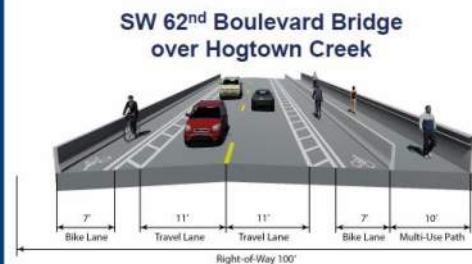 SW 62nd Boulevard Bridge
over Hogtown Creek
7' 11' 11' 7' 10'
Bike Lane Travel Lane Travel Lane Bike Lane Multi-Use Path
Right-of-Way 100'